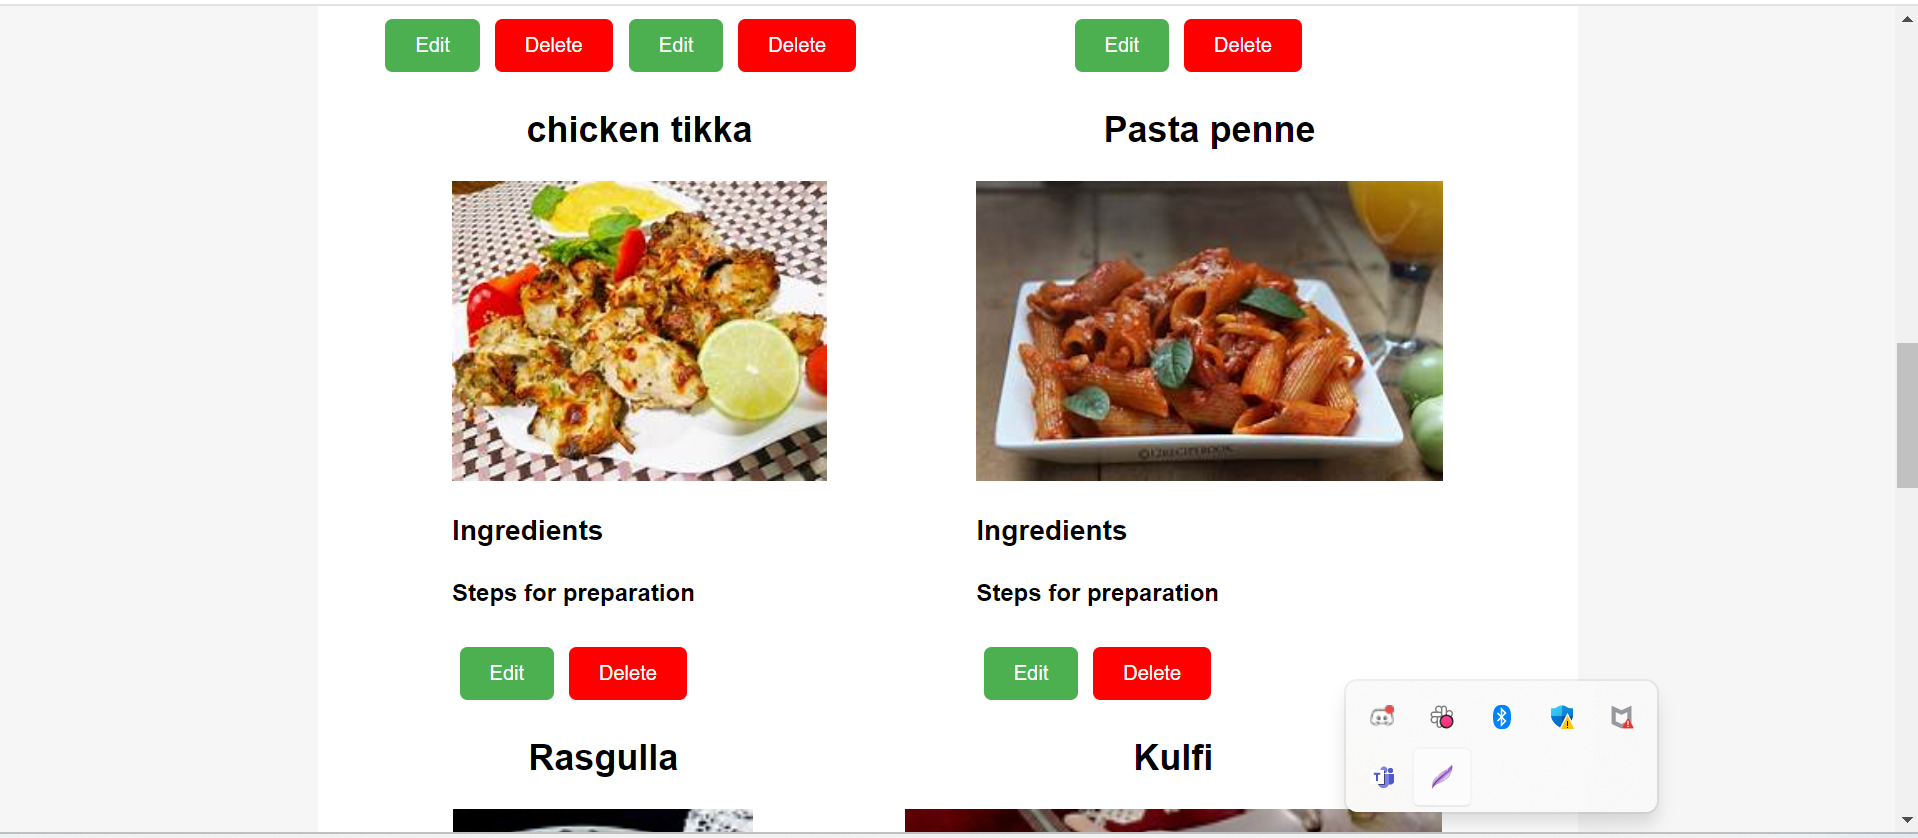 Edit Delete Edit Delete Edit Delete
chicken tikka Pasta penne
©EZRECIPEBOOK
Ingredients Ingredients
Steps for preparation Steps for preparation
Edit Delete Edit Delete
Rasgulla Kulfi